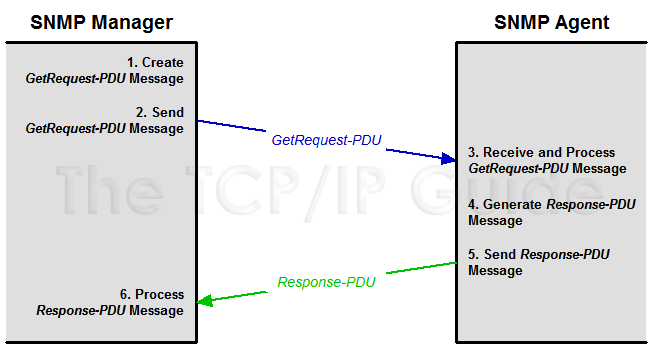 SNMP Manager
SNMP Agent
1. Create
GetRequest-PDU Message
2. Send
GetRequest-PDU Message
GetRequest-PDU
3. Receive and Process
GetRequest-PDU Message
The TCP/IP Guide
4. Generate Response-PDU
Message
5. Send Response-PDU
Message
Response-PDU
6. Process
Response-PDU Message